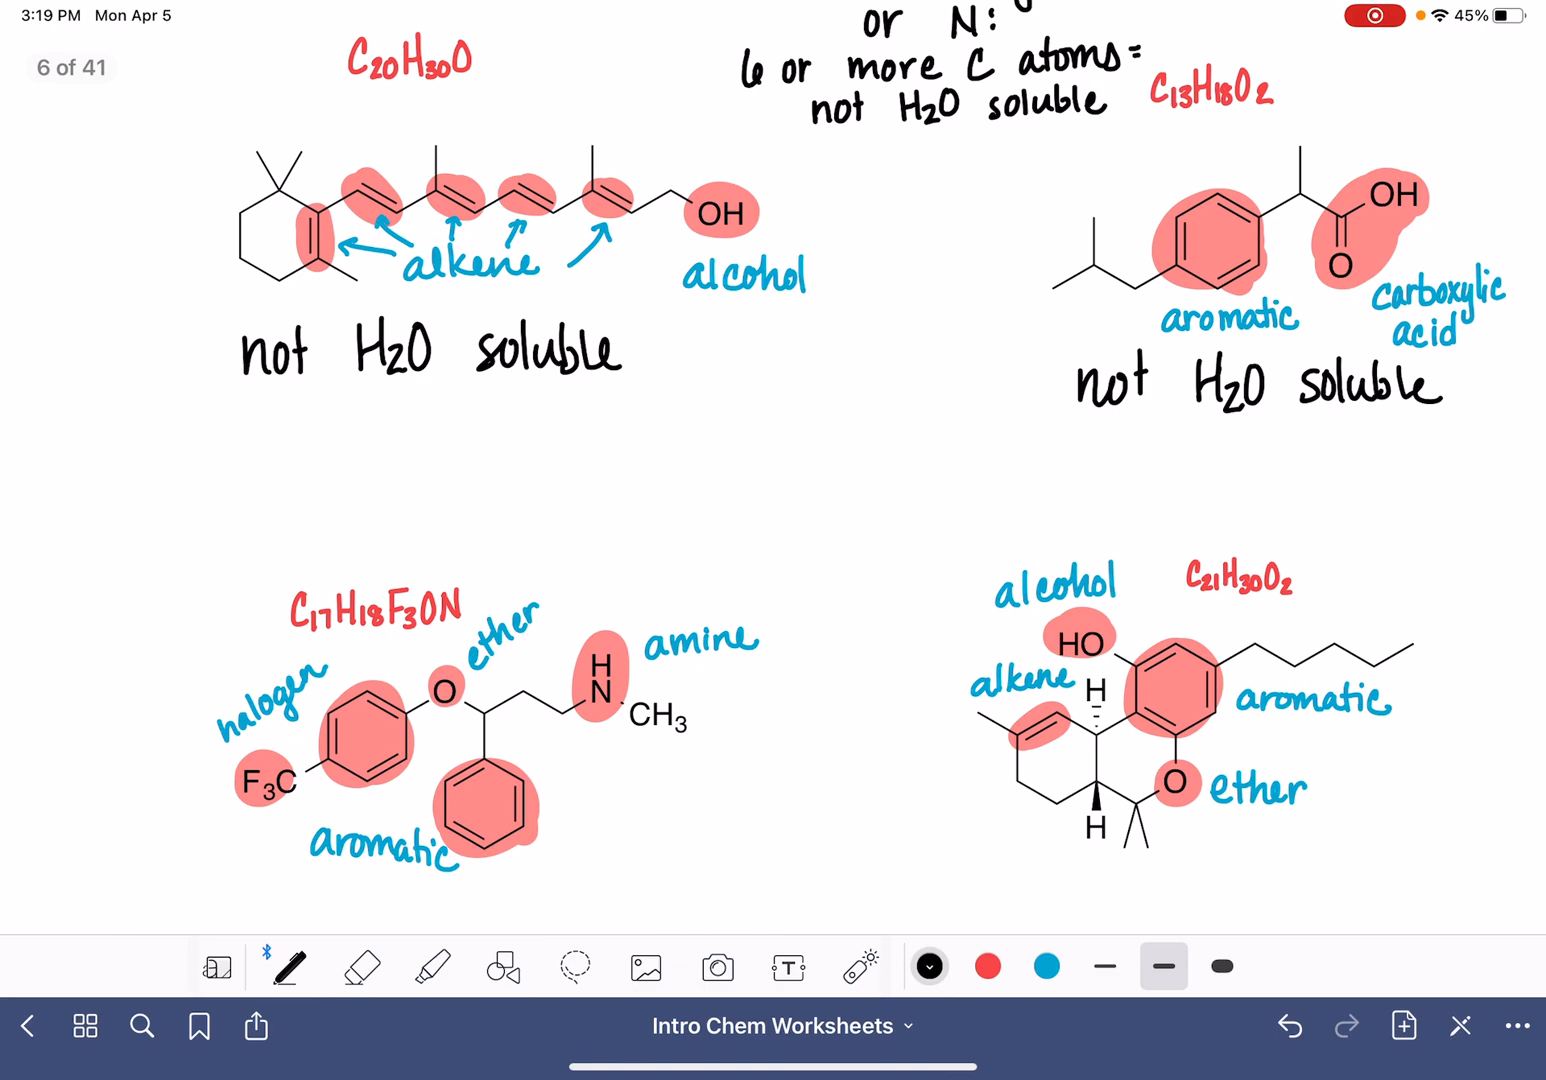 3:19 PM Mon Apr 5
45%
6 of 41
or N:
6 or more C atoms =
not H₂O soluble
C₂₀H₃₀O
C₁₃H₁₈O₂
OH
alkene
alcohol
not H₂O soluble
OH
O
aromatic
carboxylic
acid
not H₂O soluble
C₁₇H₁₈F₃ON
ether
halogen
amine
O
H
N
CH₃
F₃C
aromatic
alcohol
C₂₁H₃₀O₂
HO
alkene
H
aromatic
O
ether
H
T
Intro Chem Worksheets